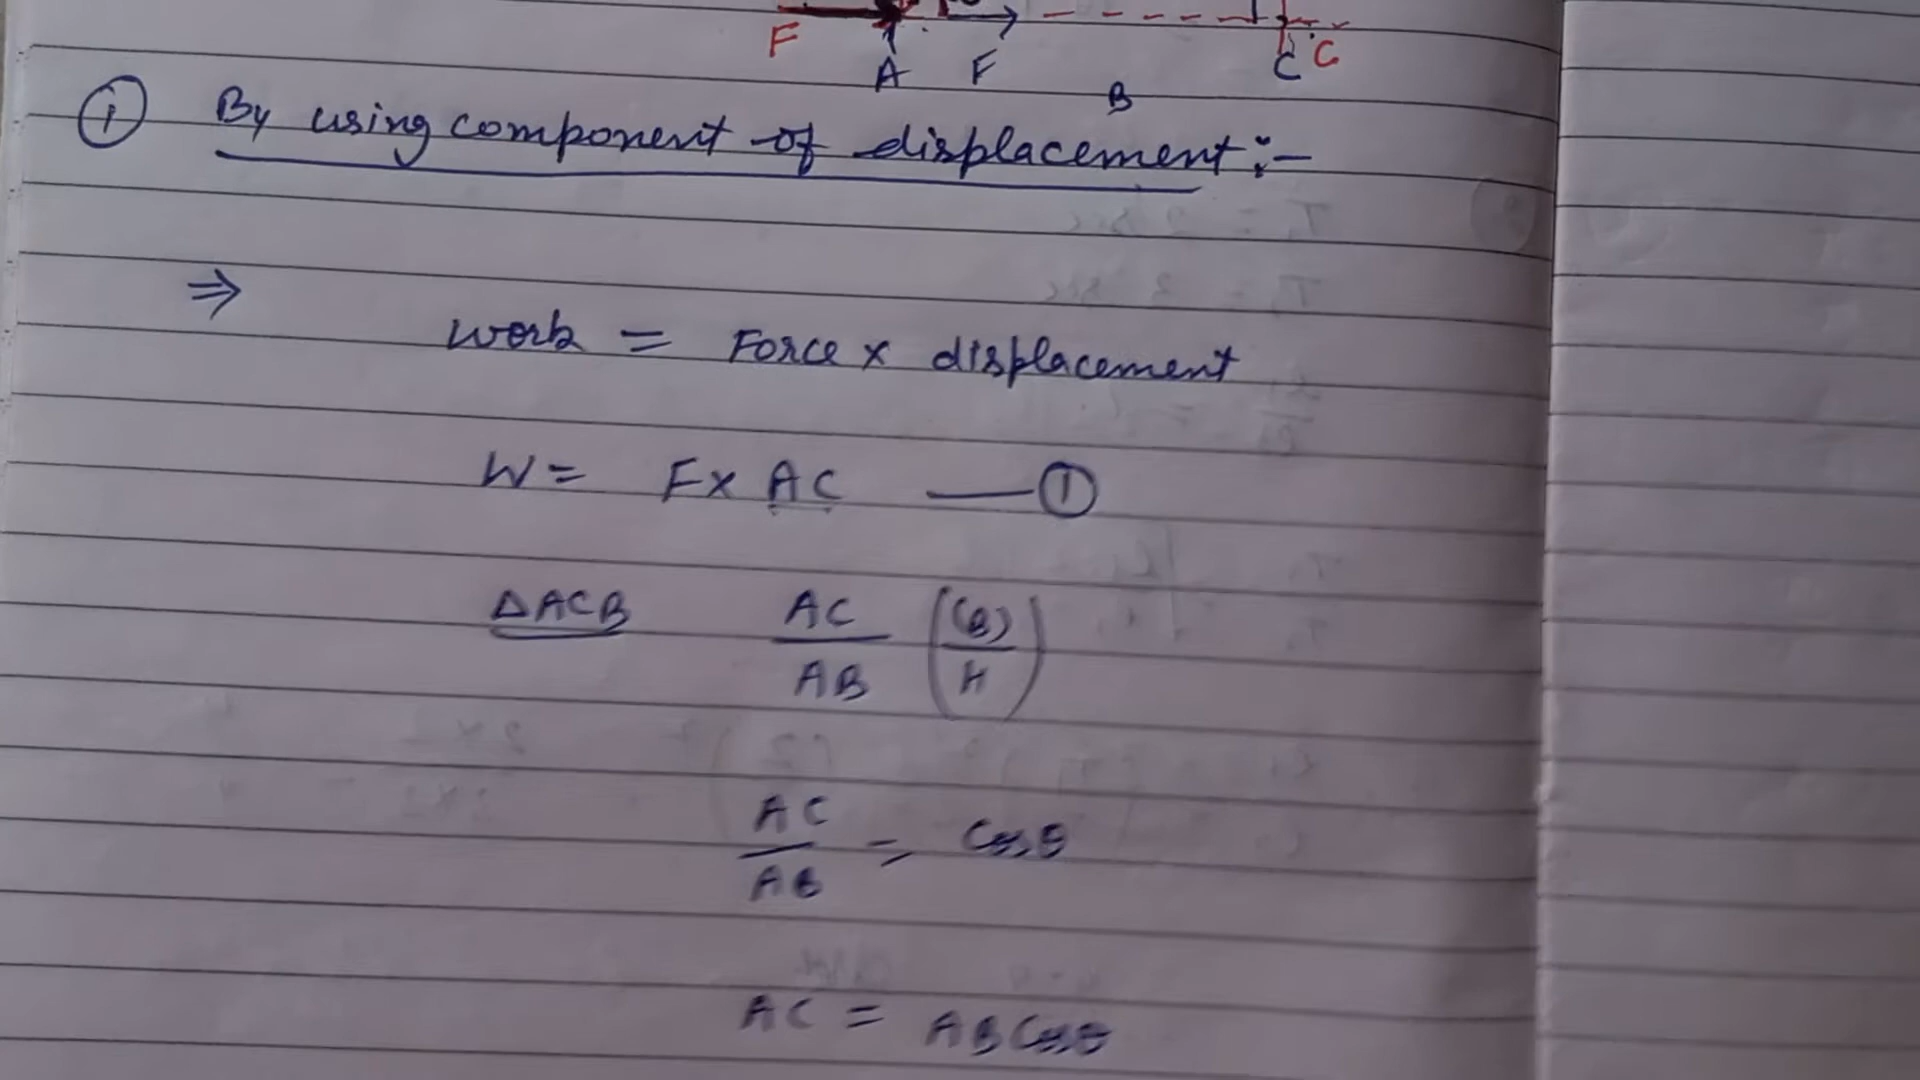 F A F B C C
① By using component of displacement :-
⇒
Work = Force x displacement
W = F x AC —①
ΔACB AC/AB ((B)/H)
AC/AB = Cosθ
AC = AB Cosθ